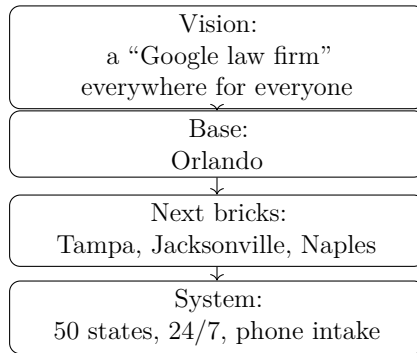 Vision:
a “Google law firm”
everywhere for everyone
Base:
Orlando
Next bricks:
Tampa, Jacksonville, Naples
System:
50 states, 24/7, phone intake